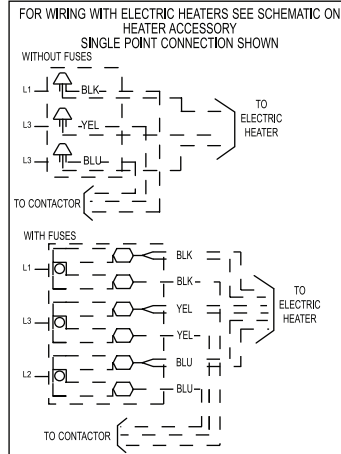 FOR WIRING WITH ELECTRIC HEATERS SEE SCHEMATIC ON
HEATER ACCESSORY
SINGLE POINT CONNECTION SHOWN
WITHOUT FUSES
L1
BLK
L3
YEL
L3
BLU
TO
ELECTRIC
HEATER
TO CONTACTOR
WITH FUSES
L1
BLK
BLK
L3
YEL
YEL
L2
BLU
BLU
TO
ELECTRIC
HEATER
TO CONTACTOR